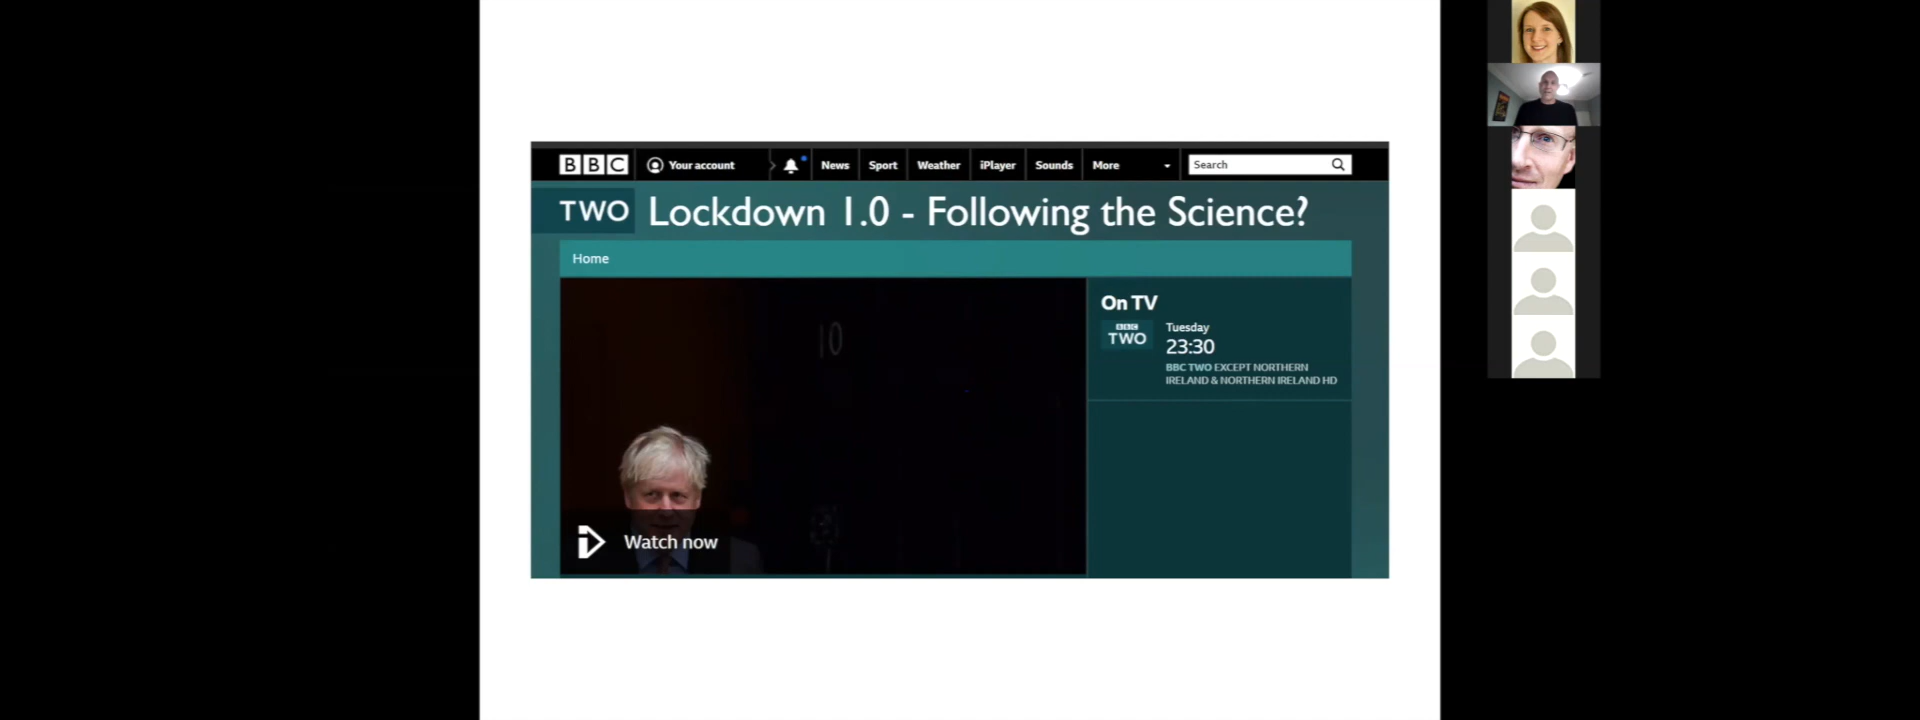 BBC Your account News Sport Weather iPlayer Sounds More Search
TWO Lockdown 1.0 - Following the Science?
Home
10
Watch now
On TV
BBC TWO
Tuesday
23:30
BBC TWO EXCEPT NORTHERN
IRELAND & NORTHERN IRELAND HD